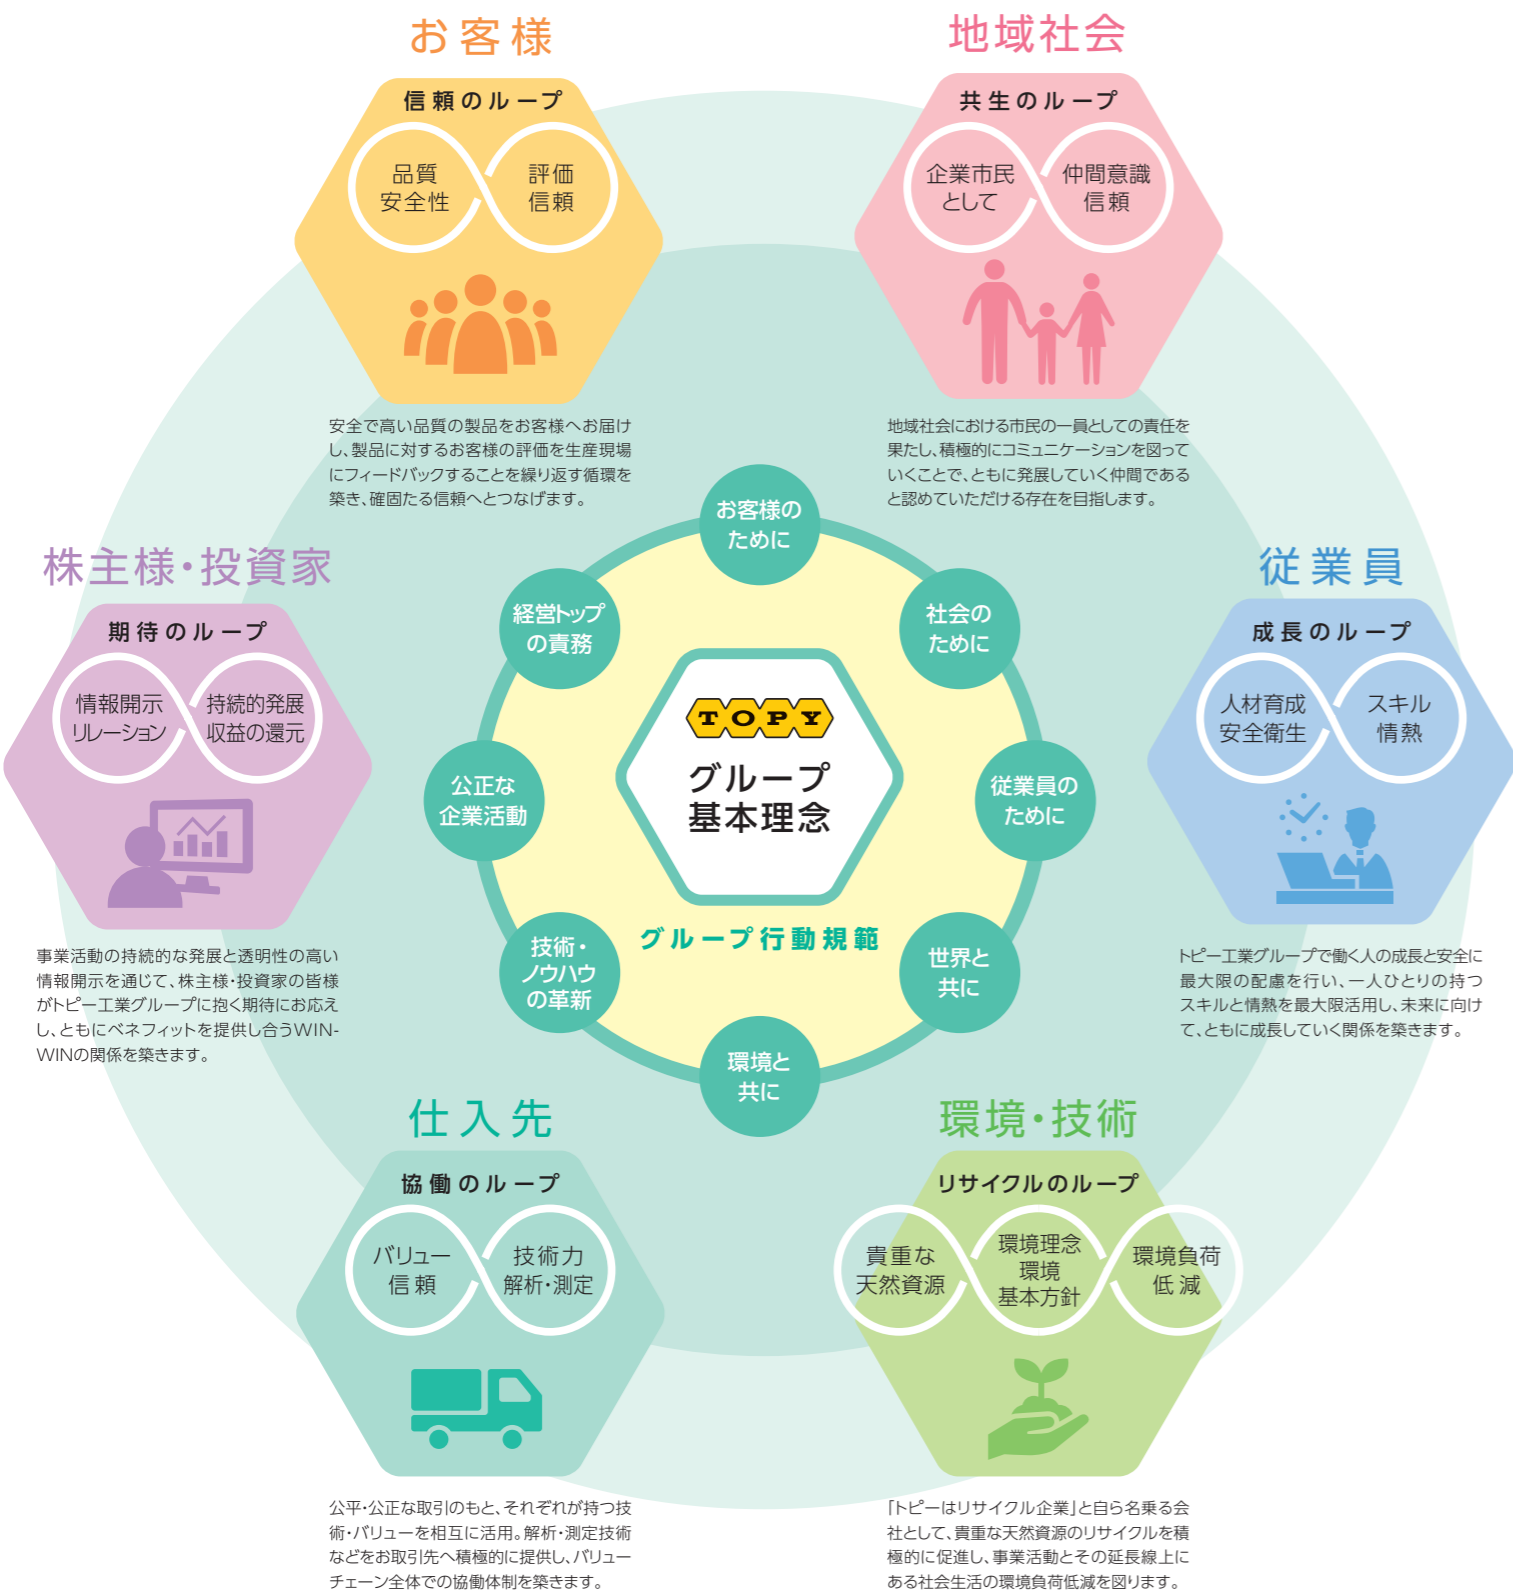 お客様
信頼のループ
品質
安全性
評価
信頼
安全で高い品質の製品をお客様へお届け
し、製品に対するお客様の評価を生産現場
にフィードバックすることを繰り返す循環を
築き、確固たる信頼へとつなげます。
地域社会
共生のループ
企業市民
として
仲間意識
信頼
地域社会における市民の一員としての責任を
果たし、積極的にコミュニケーションを図って
いくことで、ともに発展していく仲間である
と認めていただける存在を目指します。
株主様・投資家
期待のループ
情報開示
リレーション
持続的発展
収益の還元
事業活動の持続的な発展と透明性の高い
情報開示を通じて、株主様・投資家の皆様
がトピー工業グループに抱く期待にお応え
し、ともにベネフィットを提供し合うWIN-
WINの関係を築きます。
お客様の
ために
経営トップ
の責務
社会の
ために
公正な
企業活動
TOPY
グループ
基本理念
従業員の
ために
グループ行動規範
技術・
ノウハウ
の革新
世界と
共に
環境と
共に
従業員
成長のループ
人材育成
安全衛生
スキル
情熱
トピー工業グループで働く人の成長と安全に
最大限の配慮を行い、一人ひとりの持つ
スキルと情熱を最大限活用し、未来に向け
て、ともに成長していく関係を築きます。
仕入先
協働のループ
バリュー
信頼
技術力
解析・測定
公平・公正な取引のもと、それぞれが持つ技
術・バリューを相互に活用。解析・測定技術
などをお取引先へ積極的に提供し、バリュー
チェーン全体での協働体制を築きます。
環境・技術
リサイクルのループ
貴重な
天然資源
環境理念
環境
基本方針
環境負荷
低減
「トピーはリサイクル企業」と自ら名乗る会
社として、貴重な天然資源のリサイクルを積
極的に促進し、事業活動とその延長線上に
ある社会生活の環境負荷低減を図ります。